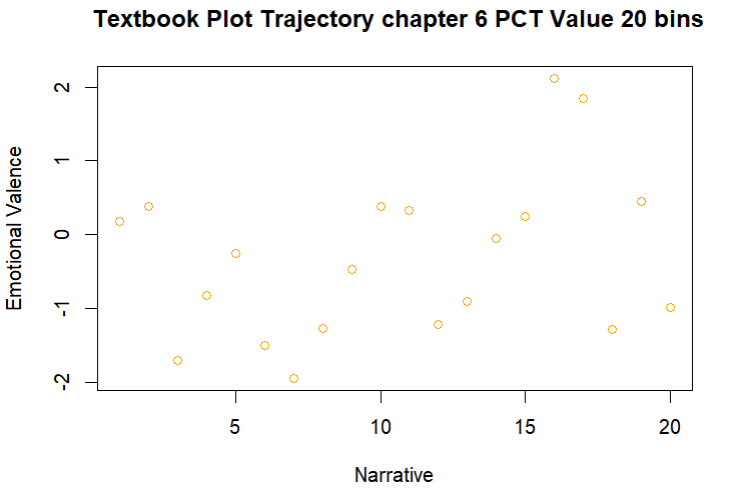 Textbook Plot Trajectory chapter 6 PCT Value 20 bins
Emotional Valence
2
1
0
-1
-2
5 10 15 20
Narrative